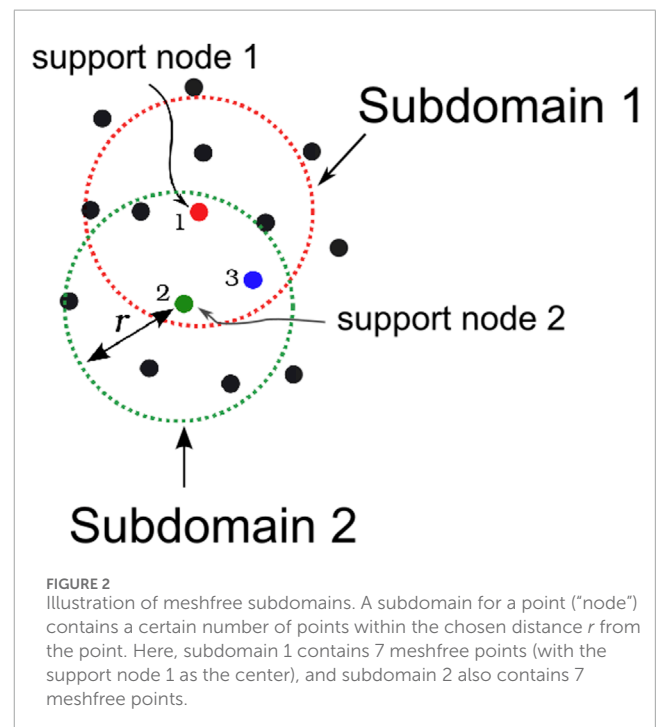 support node 1
Subdomain 1
1
3
2
r
support node 2
Subdomain 2
FIGURE 2
Illustration of meshfree subdomains. A subdomain for a point (“node”)
contains a certain number of points within the chosen distance r from
the point. Here, subdomain 1 contains 7 meshfree points (with the
support node 1 as the center), and subdomain 2 also contains 7
meshfree points.